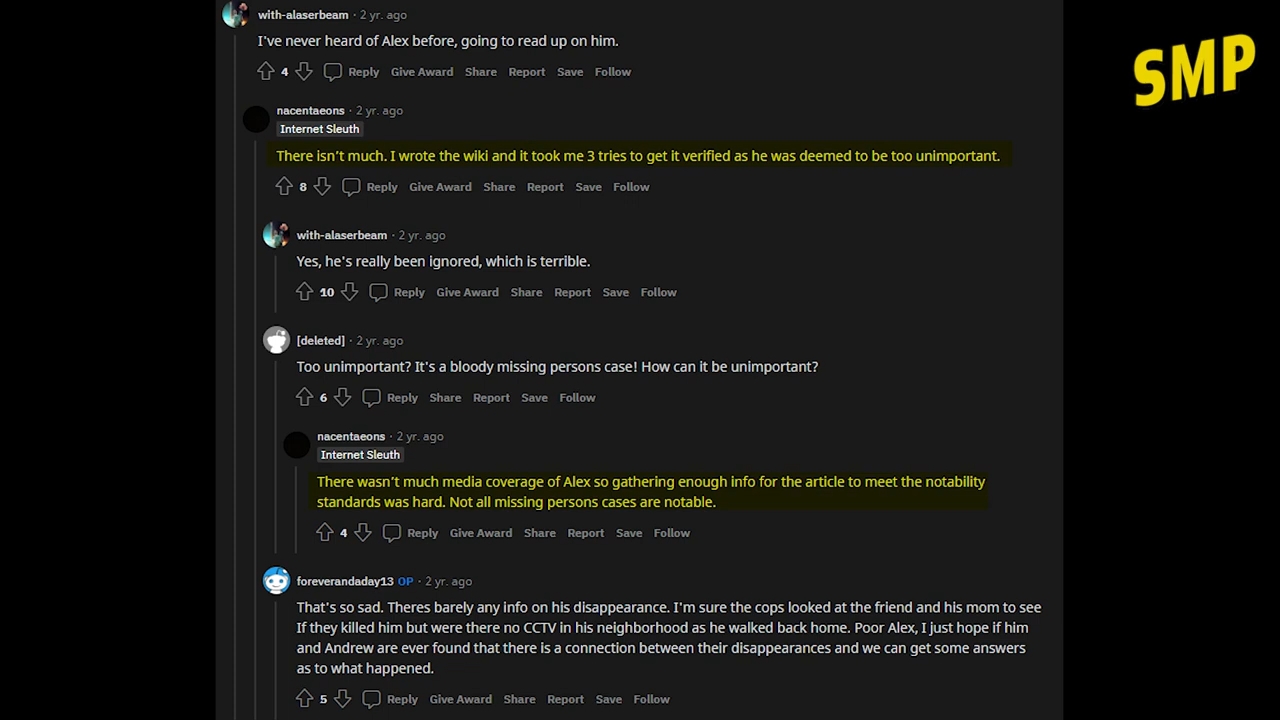 with-alaserbeam · 2 yr. ago
I've never heard of Alex before, going to read up on him.
4 Reply Give Award Share Report Save Follow
SMP
nacentaeons · 2 yr. ago
Internet Sleuth
There isn't much. I wrote the wiki and it took me 3 tries to get it verified as he was deemed to be too unimportant.
8 Reply Give Award Share Report Save Follow
with-alaserbeam · 2 yr. ago
Yes, he's really been ignored, which is terrible.
10 Reply Give Award Share Report Save Follow
[deleted] · 2 yr. ago
Too unimportant? It's a bloody missing persons case! How can it be unimportant?
6 Reply Share Report Save Follow
nacentaeons · 2 yr. ago
Internet Sleuth
There wasn't much media coverage of Alex so gathering enough info for the article to meet the notability
standards was hard. Not all missing persons cases are notable.
4 Reply Give Award Share Report Save Follow
foreverandaday13 OP · 2 yr. ago
That's so sad. Theres barely any info on his disappearance. I'm sure the cops looked at the friend and his mom to see
If they killed him but were there no CCTV in his neighborhood as he walked back home. Poor Alex, I just hope if him
and Andrew are ever found that there is a connection between their disappearances and we can get some answers
as to what happened.
5 Reply Give Award Share Report Save Follow